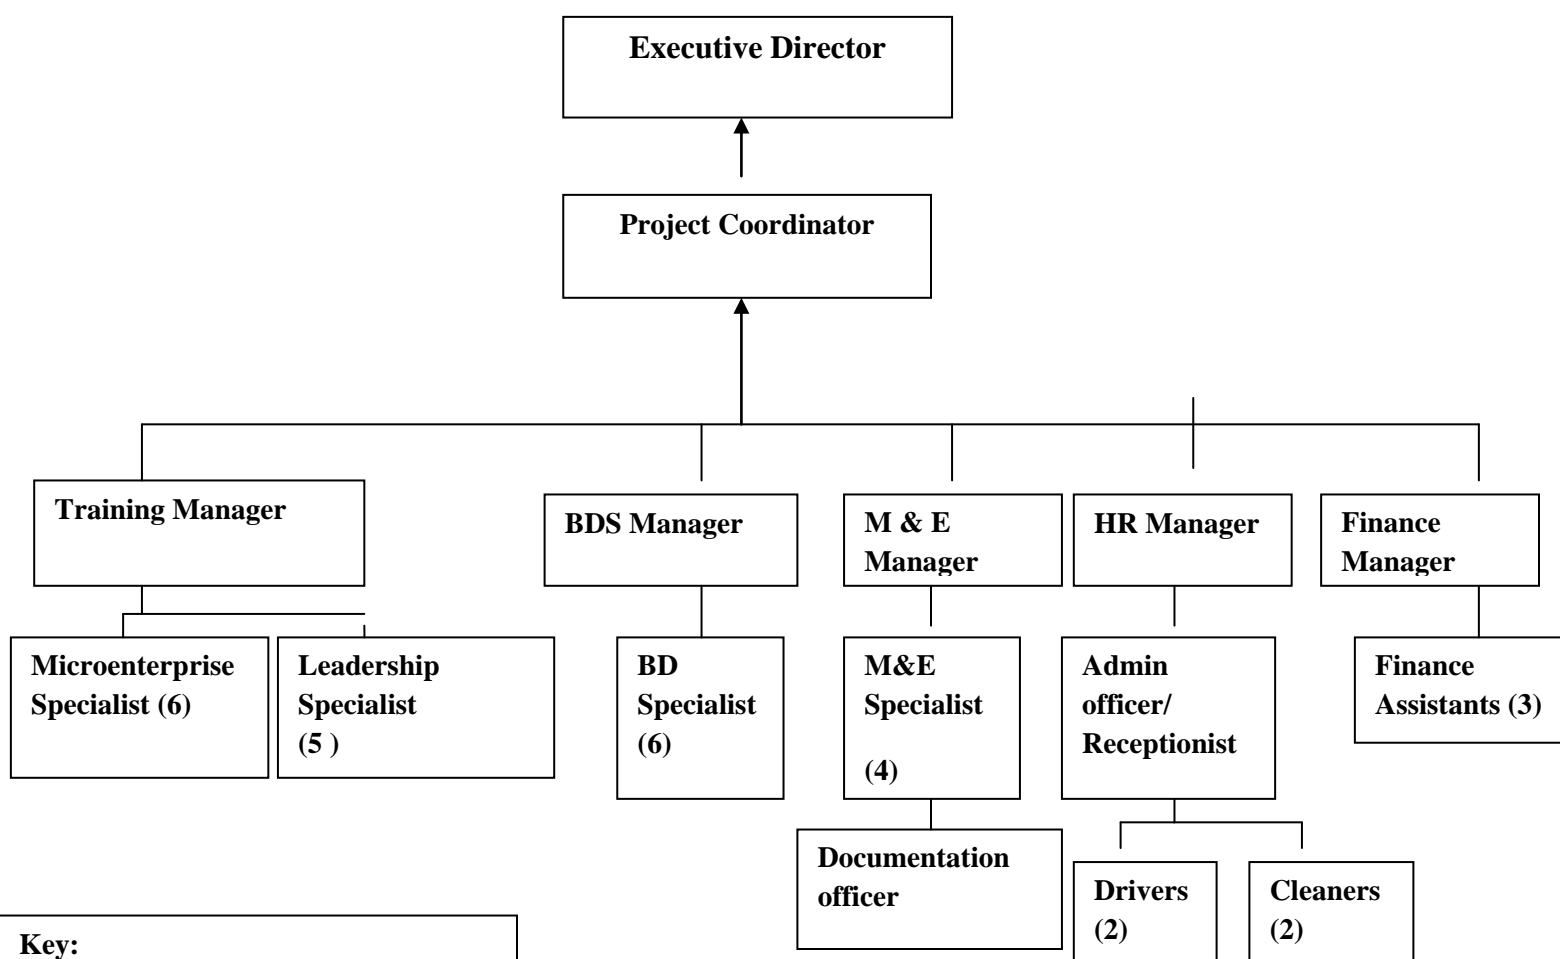 Executive Director
Project Coordinator
Training Manager
BDS Manager
M & E
Manager
HR Manager
Finance
Manager
Microenterprise
Specialist (6)
Leadership
Specialist
(5 )
BD
Specialist
(6)
M&E
Specialist
(4)
Admin
officer/
Receptionist
Finance
Assistants (3)
Documentation
officer
Drivers
(2)
Cleaners
(2)
Key: